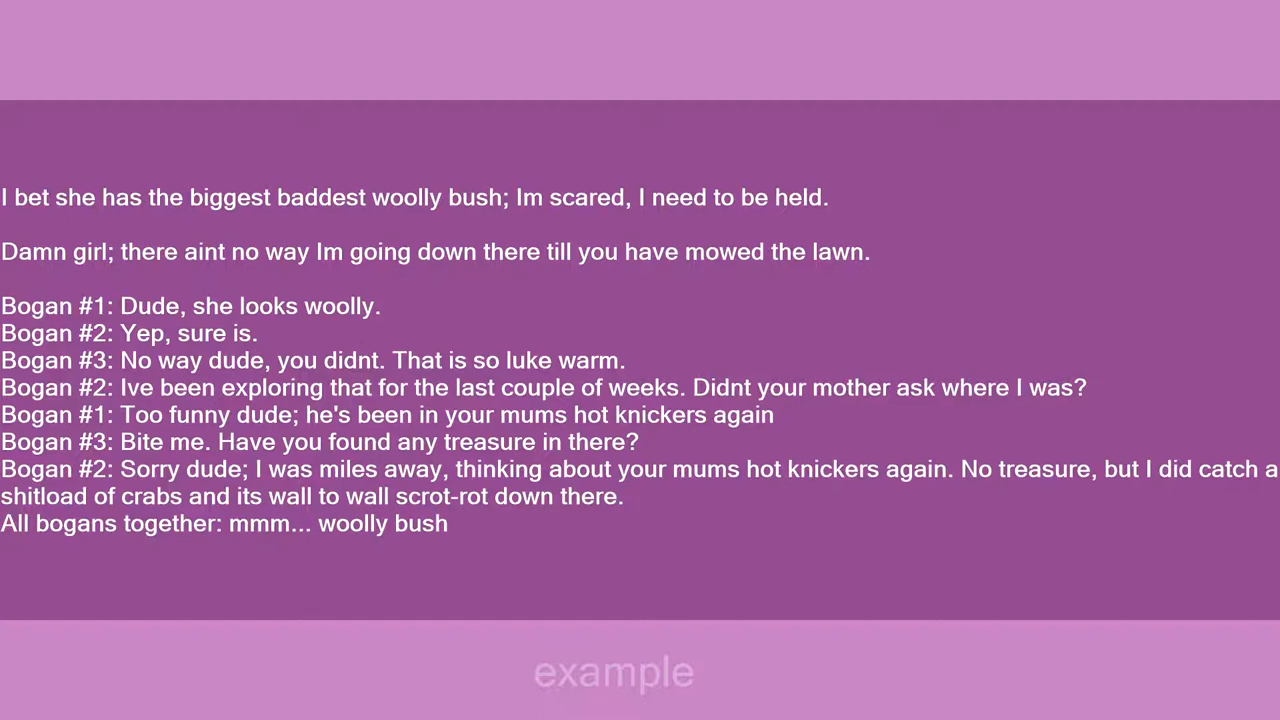 I bet she has the biggest baddest woolly bush; Im scared, I need to be held.
Damn girl; there aint no way Im going down there till you have mowed the lawn.
Bogan #1: Dude, she looks woolly.
Bogan #2: Yep, sure is.
Bogan #3: No way dude, you didnt. That is so luke warm.
Bogan #2: Ive been exploring that for the last couple of weeks. Didnt your mother ask where I was?
Bogan #1: Too funny dude; he's been in your mums hot knickers again
Bogan #3: Bite me. Have you found any treasure in there?
Bogan #2: Sorry dude; I was miles away, thinking about your mums hot knickers again. No treasure, but I did catch a
shitload of crabs and its wall to wall scrot-rot down there.
All bogans together: mmm... woolly bush
example